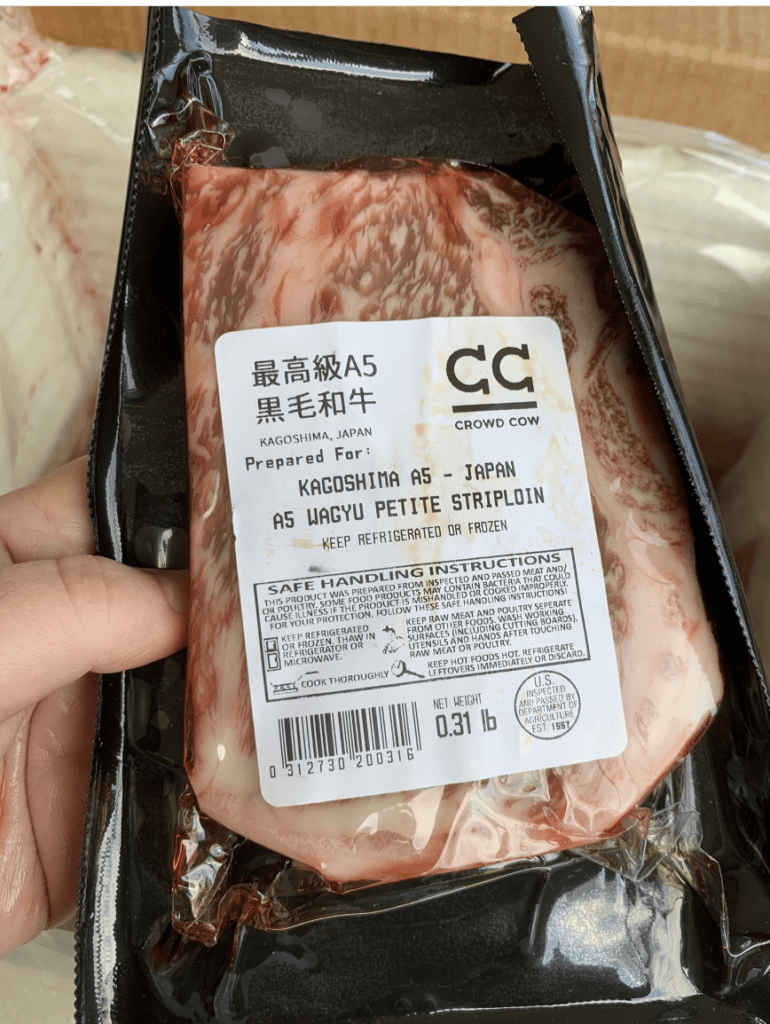 最高級A5
黒毛和牛
KAGOSHIMA, JAPAN
CC
CROWD COW
Prepared For:
KAGOSHIMA A5 - JAPAN
A5 WAGYU PETITE STRIPLOIN
KEEP REFRIGERATED OR FROZEN
SAFE HANDLING INSTRUCTIONS
THIS PRODUCT WAS PREPARED FROM INSPECTED AND PASSED MEAT AND/
OR POULTRY. SOME FOOD PRODUCTS MAY CONTAIN BACTERIA THAT COULD
CAUSE ILLNESS IF THE PRODUCT IS MISHANDLED OR COOKED IMPROPERLY.
FOR YOUR PROTECTION, FOLLOW THESE SAFE HANDLING INSTRUCTIONS!
KEEP REFRIGERATED
OR FROZEN. THAW IN
REFRIGERATOR OR
MICROWAVE.
KEEP RAW MEAT AND POULTRY SEPERATE
FROM OTHER FOODS. WASH WORKING
SURFACES (INCLUDING CUTTING BOARDS),
UTENSILS AND HANDS AFTER TOUCHING
RAW MEAT OR POULTRY.
COOK THOROUGHLY
KEEP HOT FOODS HOT. REFRIGERATE
LEFTOVERS IMMEDIATELY OR DISCARD.
0 312730 200316
NET WEIGHT
0.31 lb
U.S.
INSPECTED
AND PASSED BY
DEPARTMENT OF
AGRICULTURE
EST. 1557